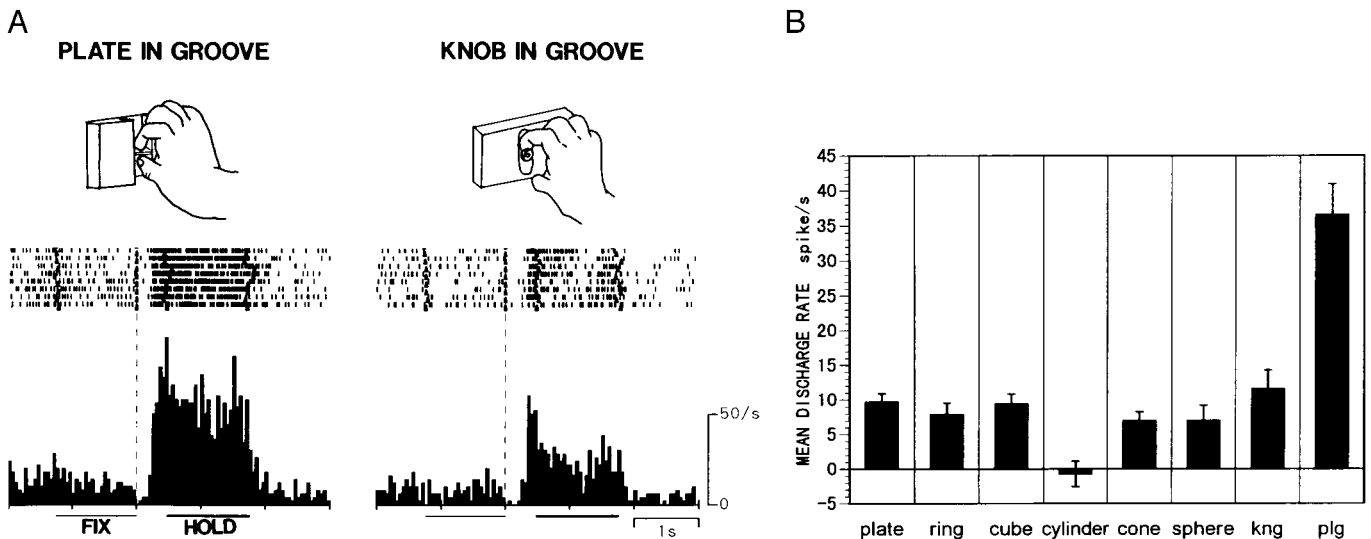 A
PLATE IN GROOVE
KNOB IN GROOVE
50/s
0
FIX
HOLD
1s
B
MEAN DISCHARGE RATE spike/s
45
40
35
30
25
20
15
10
5
0
-5
plate ring cube cylinder cone sphere kng plg